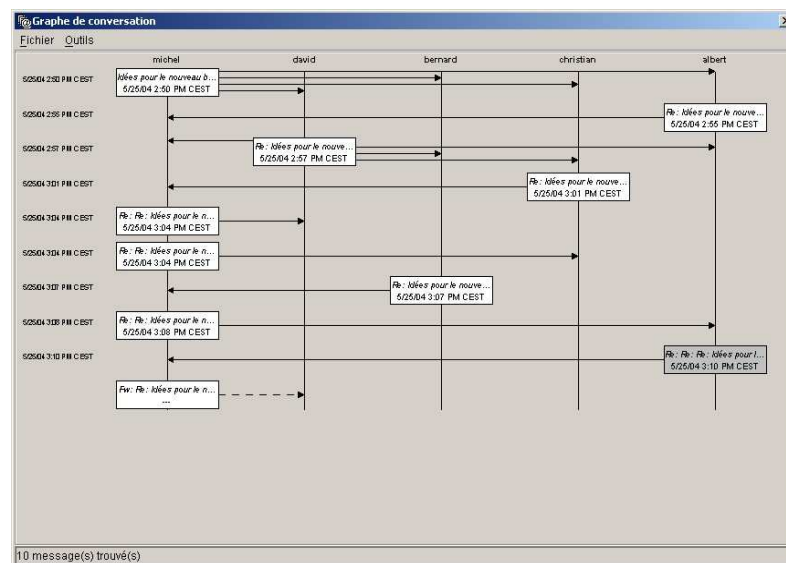 Graphe de conversation
Fichier Outils
michel david bernard christian albert
5/25/04 2:50 PM CEST
Idées pour le nouveau b...
5/25/04 2:50 PM CEST
5/25/04 2:55 PM CEST
Re: Idées pour le nouve...
5/25/04 2:55 PM CEST
5/25/04 2:57 PM CEST
Re: Idées pour le nouve...
5/25/04 2:57 PM CEST
5/25/04 3:01 PM CEST
Re: Idées pour le nouve...
5/25/04 3:01 PM CEST
5/25/04 3:04 PM CEST
Re: Re: Idées pour le n...
5/25/04 3:04 PM CEST
5/25/04 3:04 PM CEST
Re: Re: Idées pour le n...
5/25/04 3:04 PM CEST
5/25/04 3:07 PM CEST
Re: Idées pour le nouve...
5/25/04 3:07 PM CEST
5/25/04 3:08 PM CEST
Re: Re: Idées pour le n...
5/25/04 3:08 PM CEST
5/25/04 3:10 PM CEST
Re: Re: Re: Idées pour l...
5/25/04 3:10 PM CEST
Fw: Re: Idées pour le n...
...
10 message(s) trouvé(s)